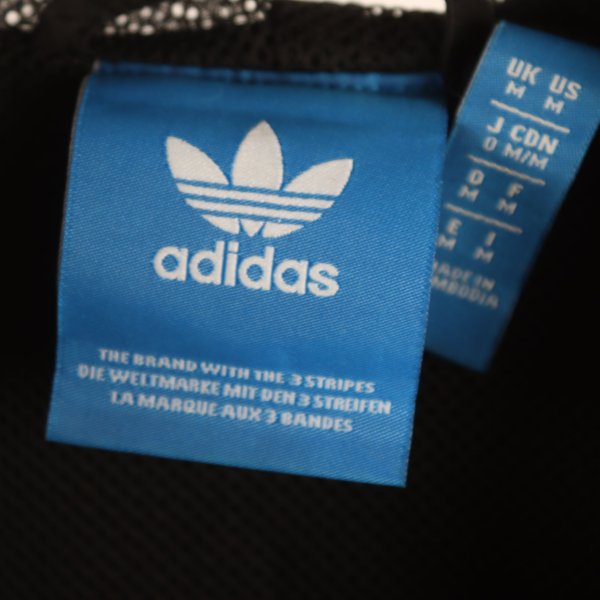 adidas
THE BRAND WITH THE 3 STRIPES
DIE WELTMARKE MIT DEN 3 STREIFEN
LA MARQUE AUX 3 BANDES
UK US
M M
J CDN
O M/M
D F
M M
E I
M M
MADE IN
CAMBODIA